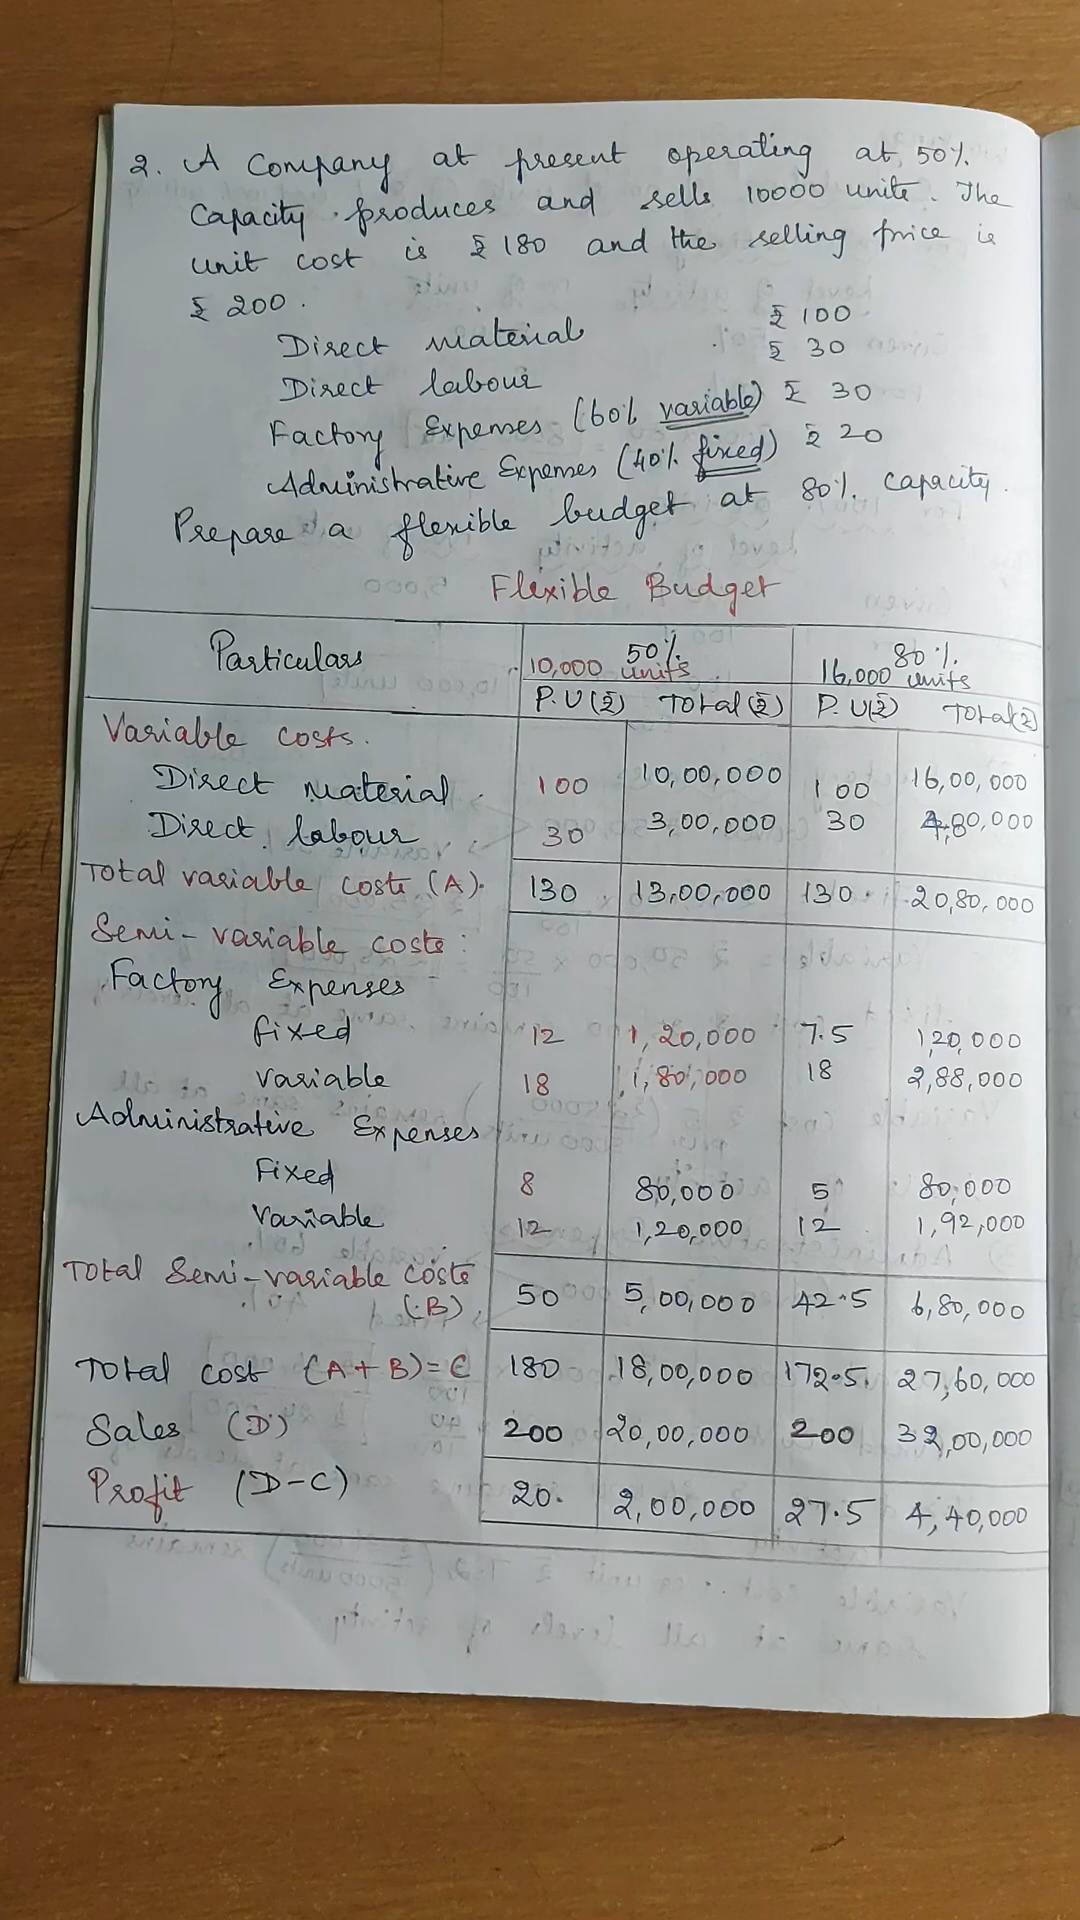 2. A Company at present operating at 50%
Capacity produces and sells 10000 units. The
unit cost is ₹ 180 and the selling price is
₹ 200.
Direct material ₹ 100
Direct labour ₹ 30
Factory Expenses (60% variable) ₹ 30
Administrative Expenses (40% fixed) ₹ 20
Prepare a flexible budget at 80% capacity.
Flexible Budget
Particulars 50% 80%
10,000 units 16,000 units
P.U(₹) Total(₹) P.U(₹) Total(₹)
Variable costs.
Direct material 100 10,00,000 100 16,00,000
Direct labour 30 3,00,000 30 4,80,000
Total variable costs (A). 130 13,00,000 130 20,80,000
Semi-variable costs:
Factory Expenses
fixed 12 1,20,000 7.5 1,20,000
variable 18 1,80,000 18 2,88,000
Administrative Expenses
Fixed 8 80,000 5 80,000
Variable 12 1,20,000 12 1,92,000
Total Semi-variable costs
(B) 50 5,00,000 42.5 6,80,000
Total cost (A+B)=C 180 18,00,000 172.5 27,60,000
Sales (D) 200 20,00,000 200 32,00,000
Profit (D-C) 20. 2,00,000 27.5 4,40,000